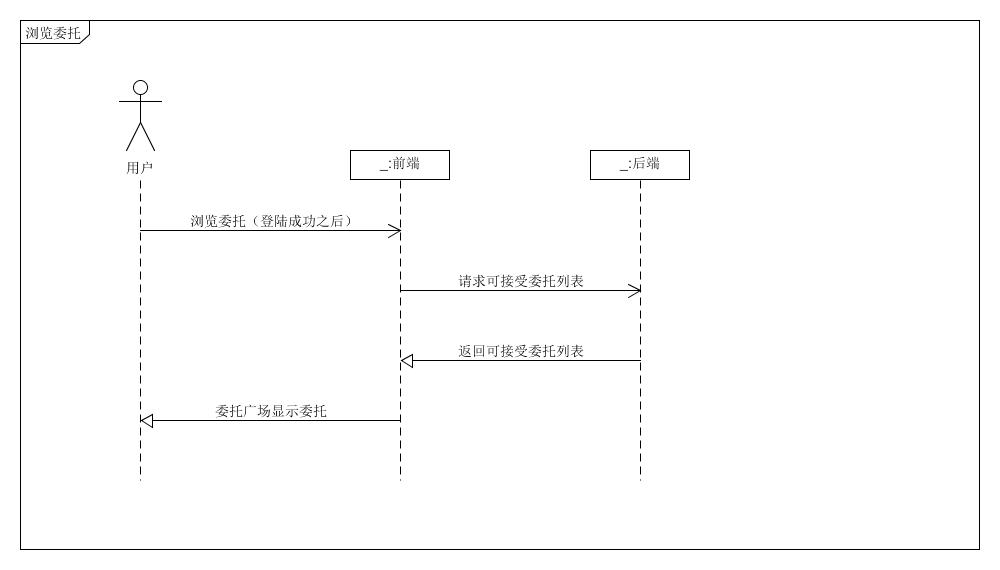 浏览委托
用户
_:前端
_:后端
浏览委托（登陆成功之后）
请求可接受委托列表
返回可接受委托列表
委托广场显示委托